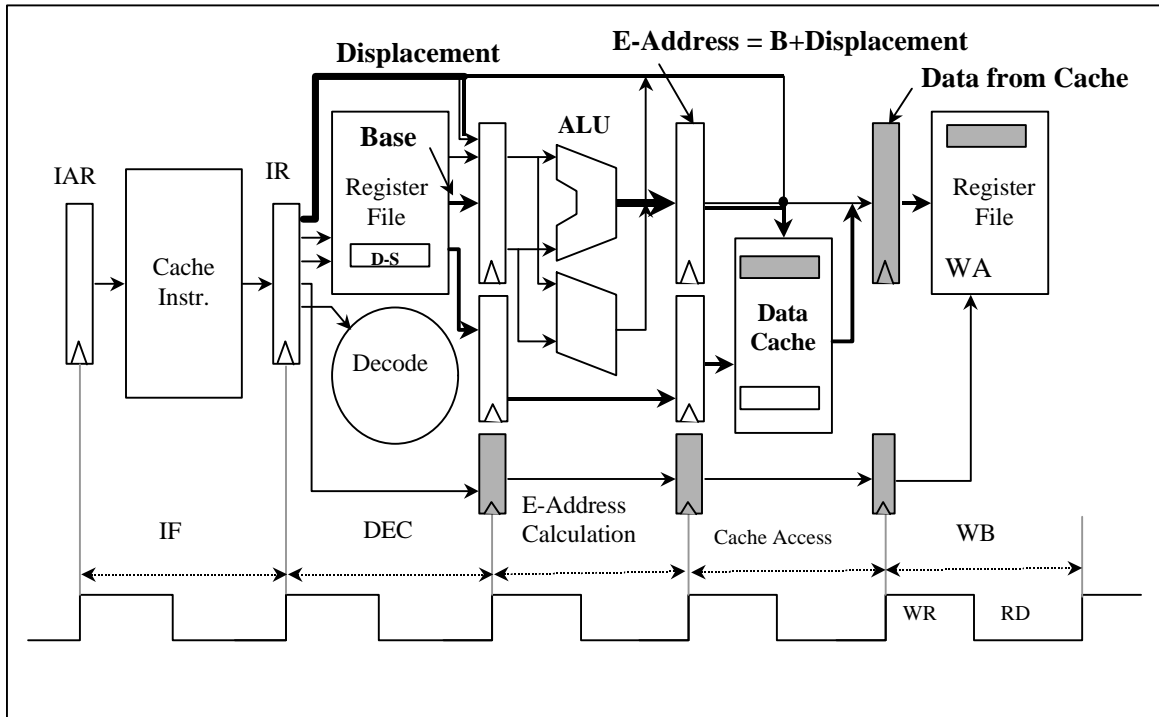 E-Address = B+Displacement
Displacement
Data from Cache
ALU
Base
IAR
IR
Register
File
Register
File
D-S
Cache
Instr.
WA
Data
Cache
Decode
E-Address
Calculation
IF
DEC
Cache Access
WB
WR
RD